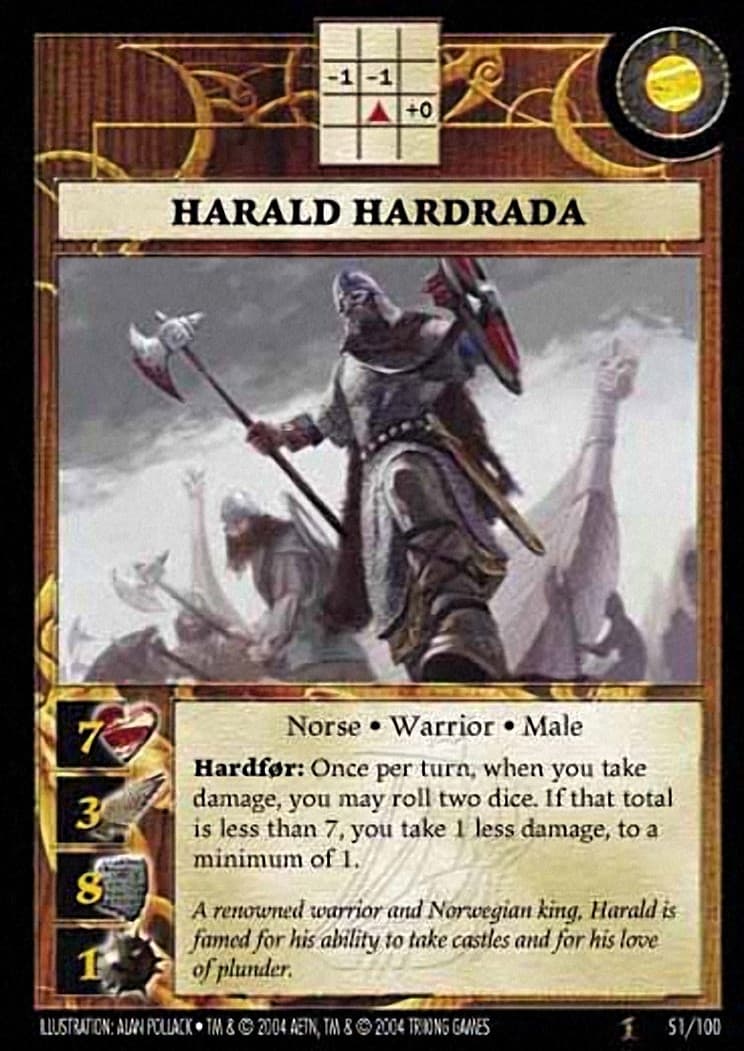 -1 -1
+0
HARALD HARDRADA
7
Norse • Warrior • Male
Hardfør: Once per turn, when you take
3
damage, you may roll two dice. If that total
is less than 7, you take 1 less damage, to a
minimum of 1.
8
A renowned warrior and Norwegian king, Harald is
famed for his ability to take castles and for his love
1
of plunder.
ILLUSTRATION: ALAN POLLACK • TM & © 2004 AETN, TM & © 2004 TRIKING GAMES
51/100